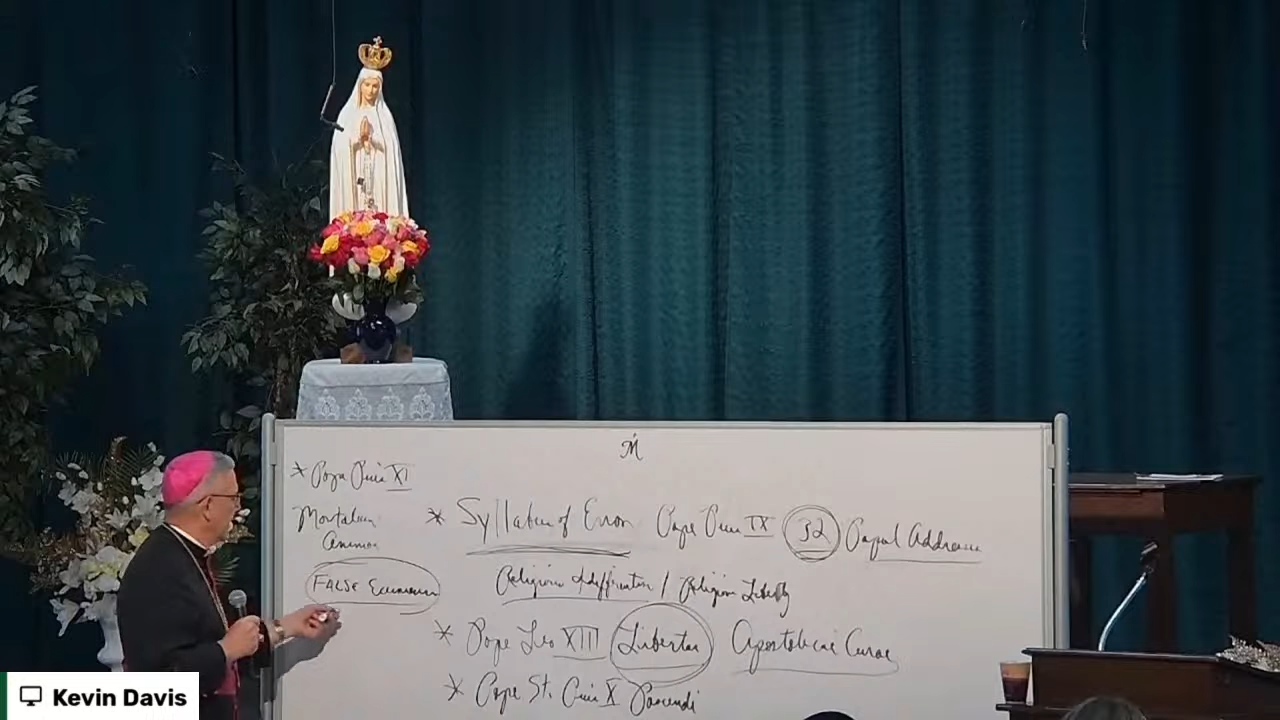 M
* Pope Pius XI
Mortalium
Animos
FALSE Ecumenism
* Syllabus of Errors Pope Pius IX 32 Papal Addresses
Religious Indifferentism / Religious Liberty
* Pope Leo XIII Libertas Apostolicae Curae
* Pope St. Pius X Pascendi
Kevin Davis